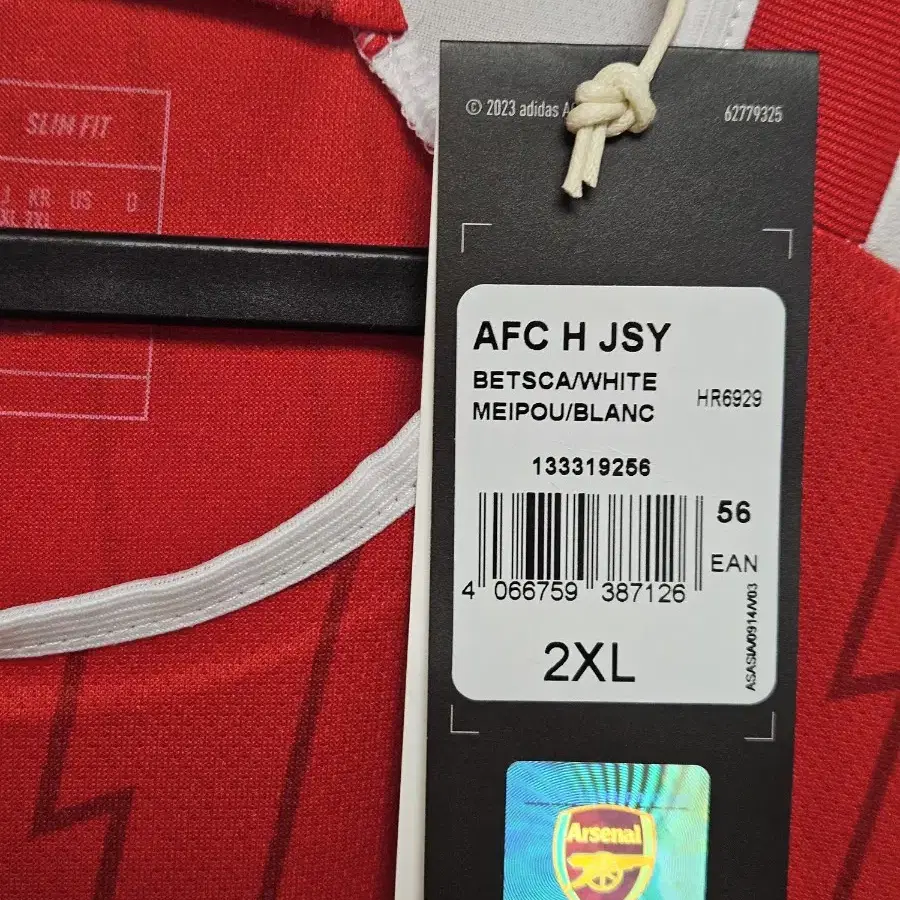 SLIM FIT
J KR US D
© 2023 adidas
62779325
AFC H JSY
BETSCA/WHITE
MEIPOU/BLANC
HR6929
133319256
56
EAN
4 066759 387126
ASASIA/0914/V03
2XL
Arsenal